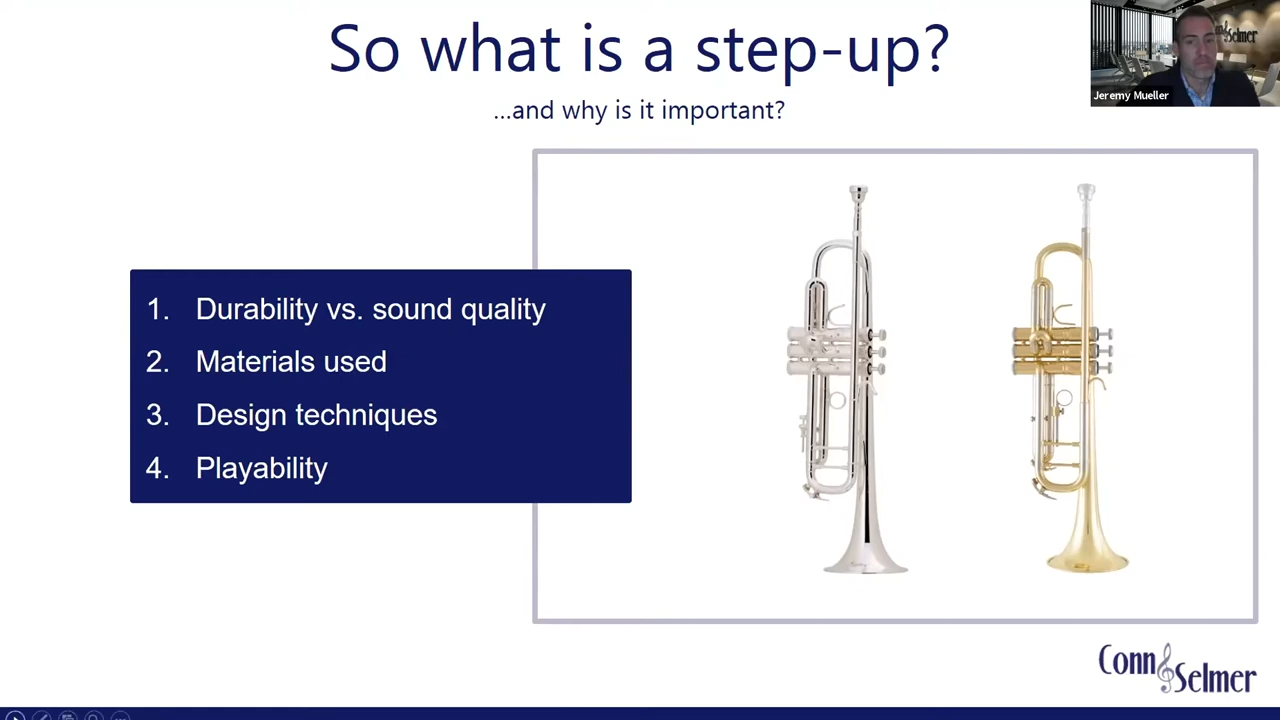 So what is a step-up?
...and why is it important?
Selmer
Jeremy Mueller
1. Durability vs. sound quality
2. Materials used
3. Design techniques
4. Playability
Conn
Selmer